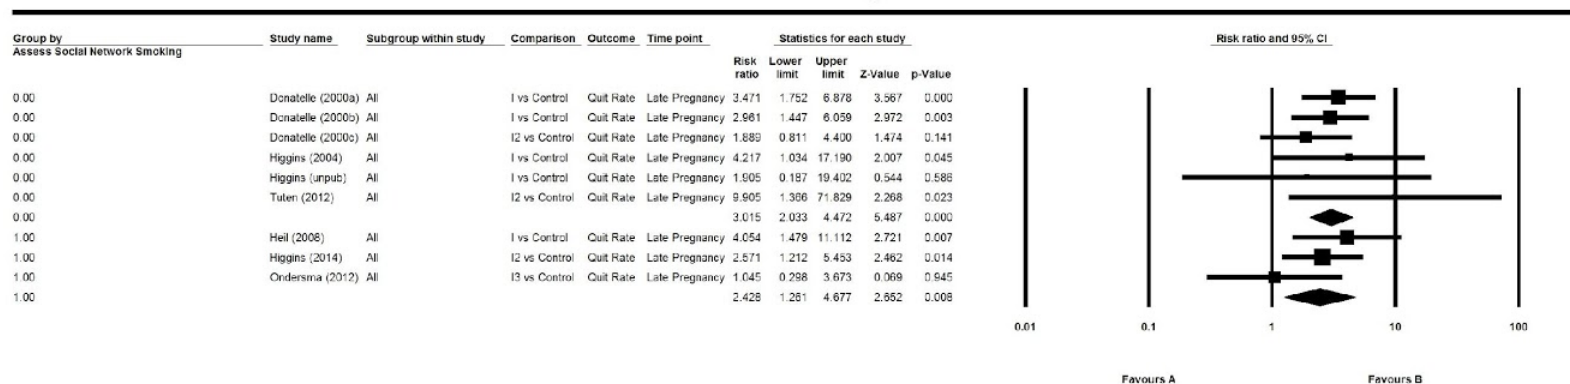 Group by Study name Subgroup within study Comparison Outcome Time point Statistics for each study Risk ratio and 95% CI
Assess Social Network Smoking
Risk Lower Upper
ratio limit limit Z-Value p-Value
0.00 Donatelle (2000a) All I vs Control Quit Rate Late Pregnancy 3.471 1.752 6.878 3.567 0.000
0.00 Donatelle (2000b) All I vs Control Quit Rate Late Pregnancy 2.961 1.447 6.059 2.972 0.003
0.00 Donatelle (2000c) All I2 vs Control Quit Rate Late Pregnancy 1.889 0.811 4.400 1.474 0.141
0.00 Higgins (2004) All I vs Control Quit Rate Late Pregnancy 4.217 1.034 17.190 2.007 0.045
0.00 Higgins (unpub) All I vs Control Quit Rate Late Pregnancy 1.905 0.187 19.402 0.544 0.586
0.00 Tuten (2012) All I2 vs Control Quit Rate Late Pregnancy 9.905 1.366 71.829 2.268 0.023
0.00 3.015 2.033 4.472 5.487 0.000
1.00 Heil (2008) All I vs Control Quit Rate Late Pregnancy 4.054 1.479 11.112 2.721 0.007
1.00 Higgins (2014) All I2 vs Control Quit Rate Late Pregnancy 2.571 1.212 5.453 2.462 0.014
1.00 Ondersma (2012) All I3 vs Control Quit Rate Late Pregnancy 1.045 0.298 3.673 0.069 0.945
1.00 2.428 1.261 4.677 2.652 0.008
0.01 0.1 1 10 100
Favours A Favours B